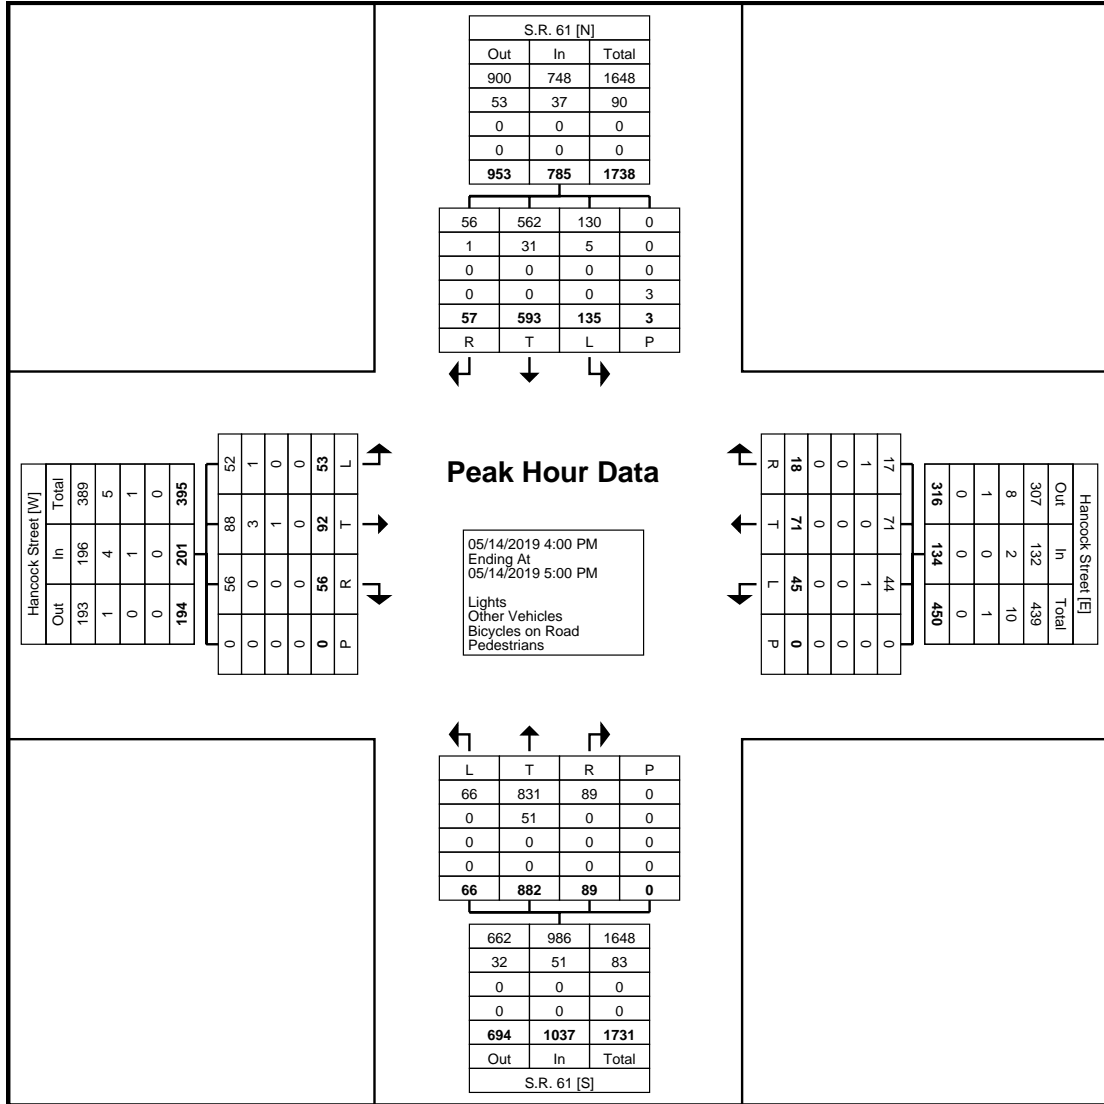 S.R. 61 [N]
Out In Total
900 748 1648
53 37 90
0 0 0
0 0 0
953 785 1738
56 562 130 0
1 31 5 0
0 0 0 0
0 0 0 3
57 593 135 3
R T L P
Hancock Street [W]
Total 389 5 1 0 395
In 196 4 1 0 201
Out 193 1 0 0 194
52 1 0 0 53 L
88 3 1 0 92 T
56 0 0 0 56 R
0 0 0 0 0 P
Peak Hour Data
05/14/2019 4:00 PM
Ending At
05/14/2019 5:00 PM
Lights
Other Vehicles
Bicycles on Road
Pedestrians
R 18 0 0 1 17
T 71 0 0 0 71
L 45 0 0 1 44
P 0 0 0 0 0
Hancock Street [E]
Out 307 8 1 0 316
In 132 2 0 0 134
Total 439 10 1 0 450
L T R P
66 831 89 0
0 51 0 0
0 0 0 0
0 0 0 0
66 882 89 0
662 986 1648
32 51 83
0 0 0
0 0 0
694 1037 1731
Out In Total
S.R. 61 [S]